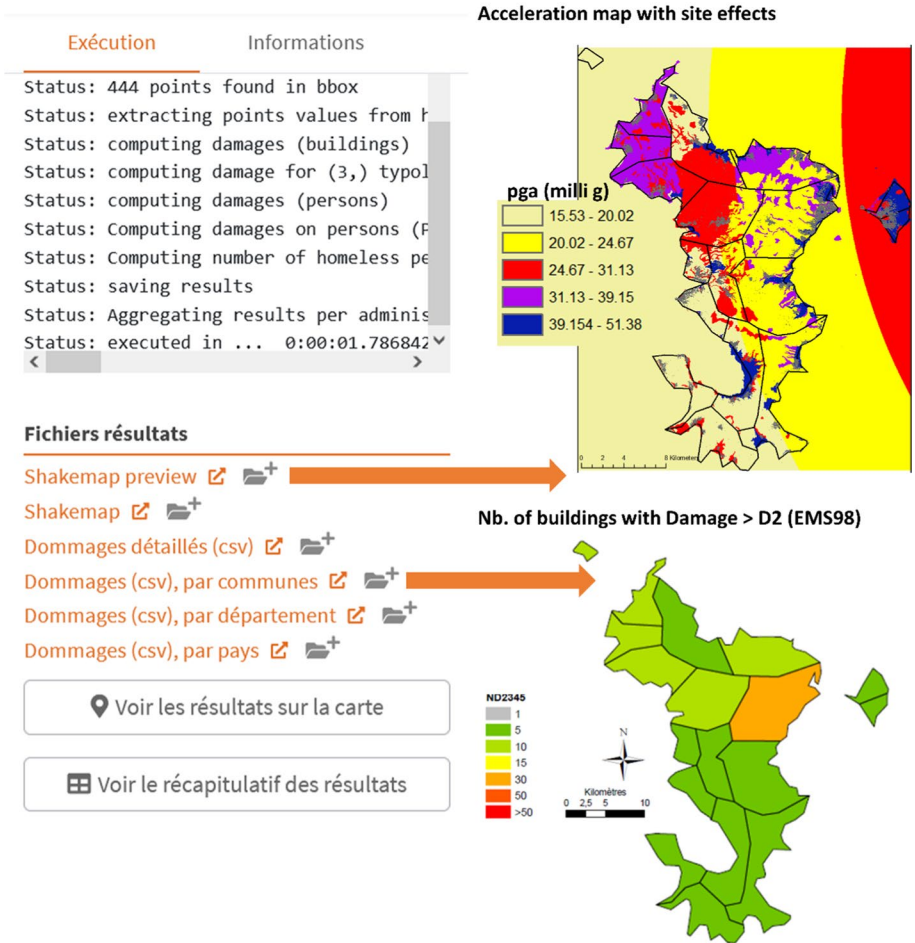 Acceleration map with site effects
Exécution
Informations
Status: 444 points found in bbox
Status: extracting points values from h
Status: computing damages (buildings)
Status: computing damage for (3,) typol
Status: computing damages (persons)
Status: Computing damages on persons (P
Status: Computing number of homeless pe
Status: saving results
Status: Aggregating results per adminis
Status: executed in ... 0:00:01.786842
pga (milli g)
15.53 - 20.02
20.02 - 24.67
24.67 - 31.13
31.13 - 39.15
39.154 - 51.38
0 2 4 8 Kilometer
Fichiers résultats
Shakemap preview
Shakemap
Dommages détaillés (csv)
Dommages (csv), par communes
Dommages (csv), par département
Dommages (csv), par pays
Voir les résultats sur la carte
Voir le récapitulatif des résultats
Nb. of buildings with Damage > D2 (EMS98)
ND2345
1
5
10
15
30
50
>50
N
Kilomètres
0 2,5 5 10